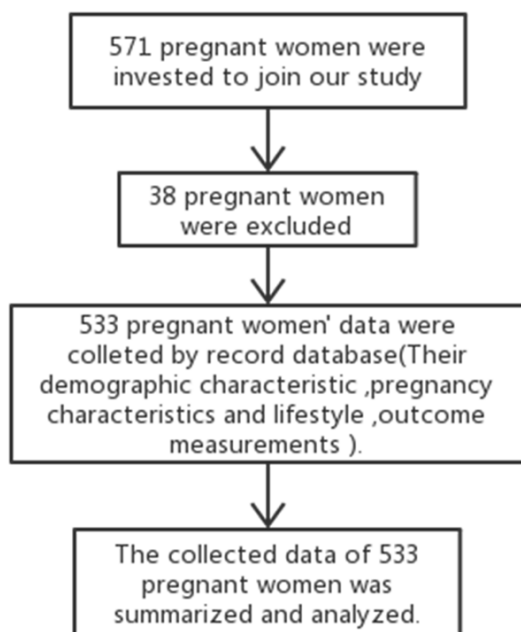 571 pregnant women were
invested to join our study
38 pregnant women
were excluded
533 pregnant women' data were
colleted by record database(Their
demographic characteristic ,pregnancy
characteristics and lifestyle ,outcome
measurements ).
The collected data of 533
pregnant women was
summarized and analyzed.